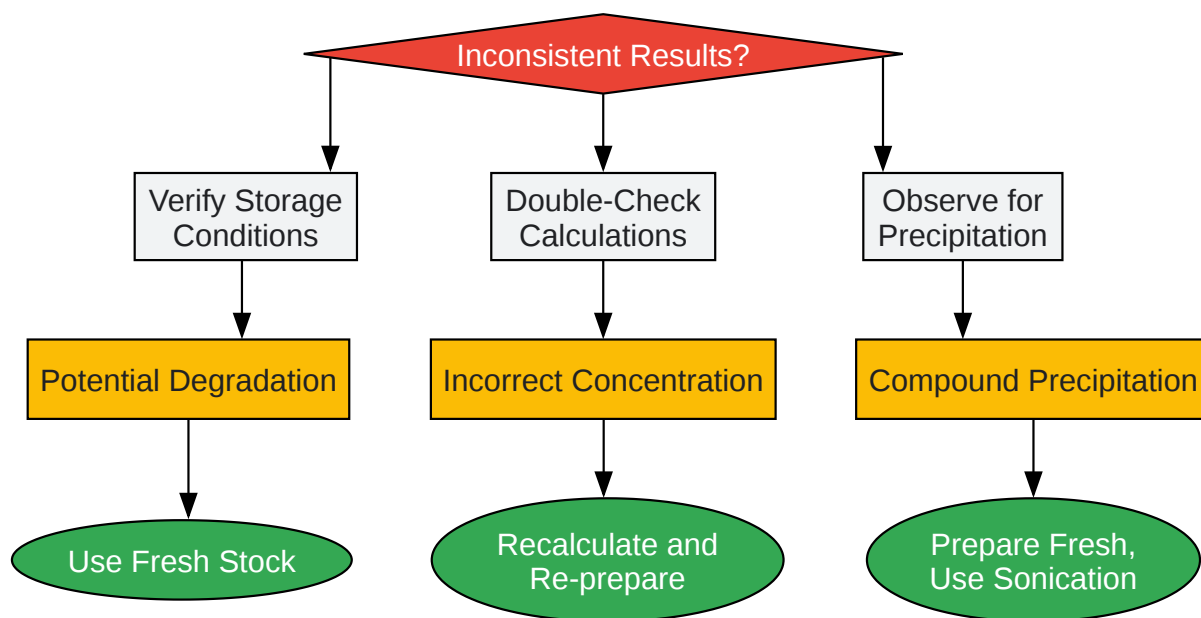 Inconsistent Results?
Verify Storage
Conditions
Double-Check
Calculations
Observe for
Precipitation
Potential Degradation
Incorrect Concentration
Compound Precipitation
Use Fresh Stock
Recalculate and
Re-prepare
Prepare Fresh,
Use Sonication